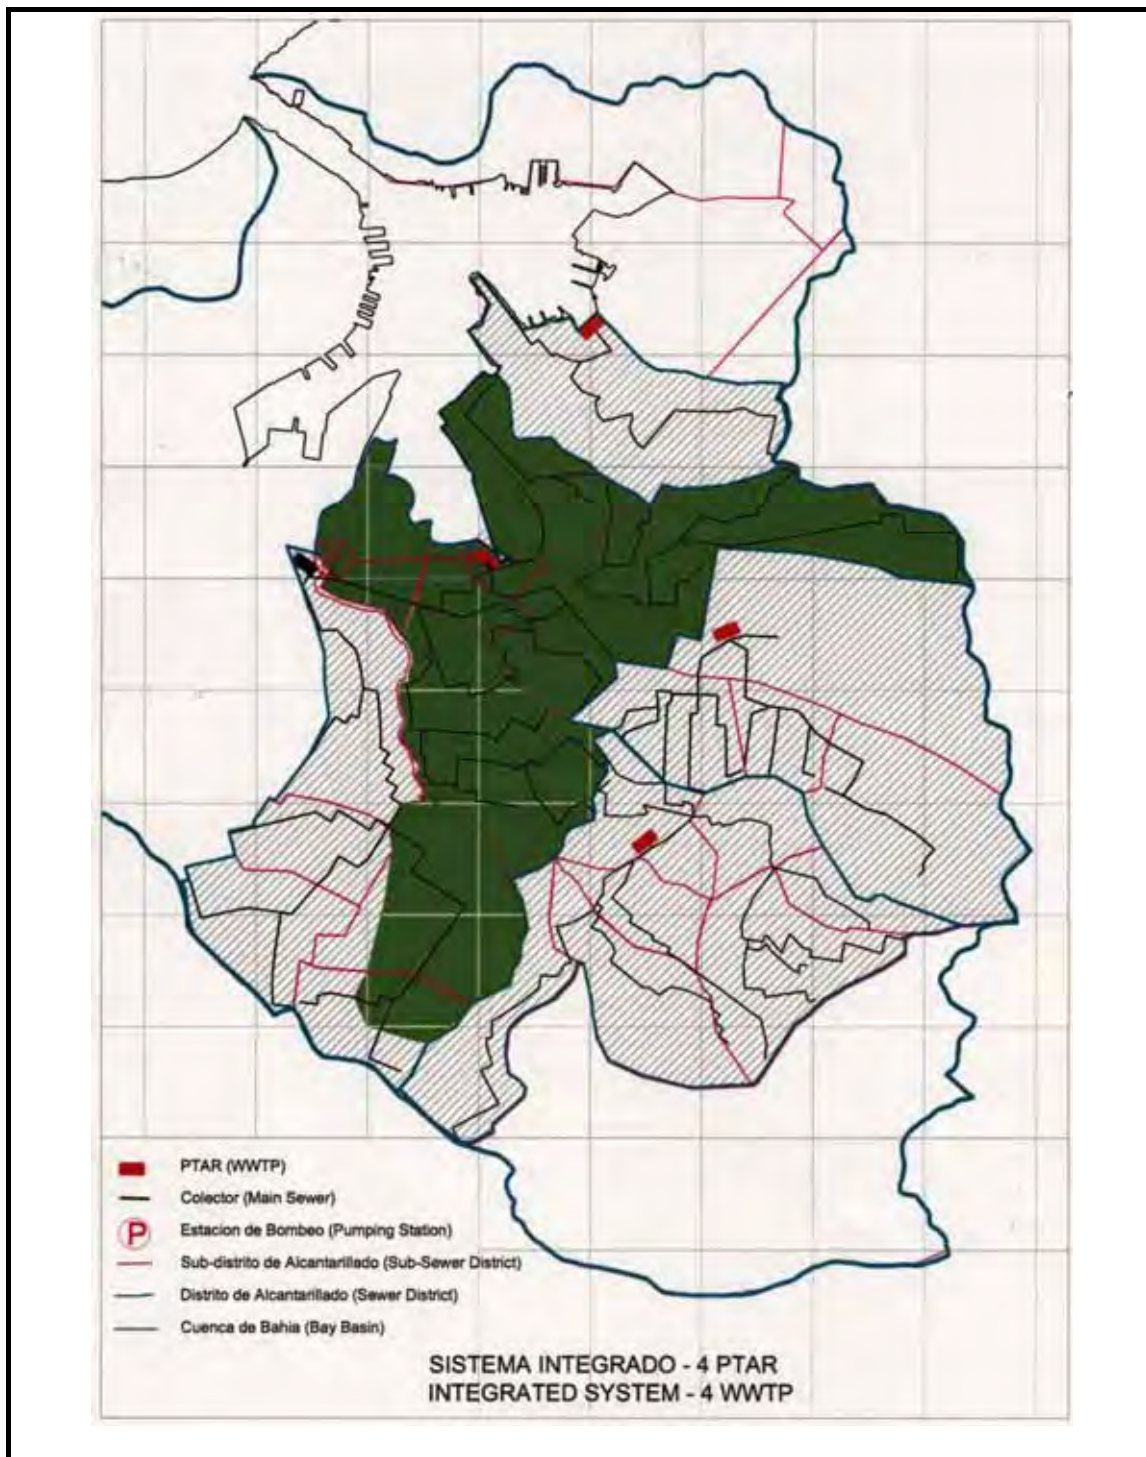 PTAR (WWTP)
Colector (Main Sewer)
P
Estacion de Bombeo (Pumping Station)
Sub-distrito de Alcantarillado (Sub-Sewer District)
Distrito de Alcantarillado (Sewer District)
Cuenca de Bahia (Bay Basin)
SISTEMA INTEGRADO - 4 PTAR
INTEGRATED SYSTEM - 4 WWTP